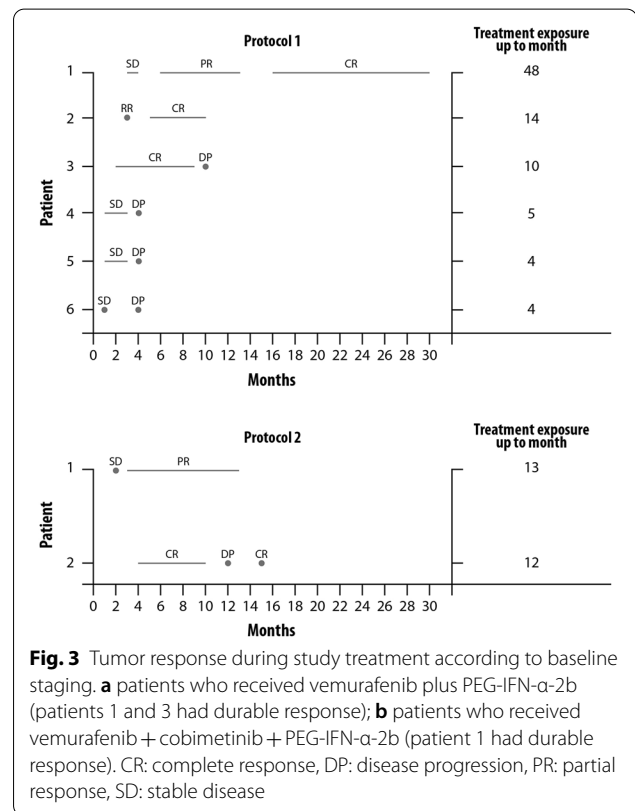 Protocol 1
Treatment exposure
up to month
1 SD PR CR 48
2 RR CR 14
3 CR DP 10
4 SD DP 5
5 SD DP 4
6 SD DP 4
Patient
0 2 4 6 8 10 12 14 16 18 20 22 24 26 28 30
Months
Protocol 2
Treatment exposure
up to month
1 SD PR 13
2 CR DP CR 12
Patient
0 2 4 6 8 10 12 14 16 18 20 22 24 26 28 30
Months
Fig. 3 Tumor response during study treatment according to baseline
staging. a patients who received vemurafenib plus PEG-IFN-α-2b
(patients 1 and 3 had durable response); b patients who received
vemurafenib + cobimetinib + PEG-IFN-α-2b (patient 1 had durable
response). CR: complete response, DP: disease progression, PR: partial
response, SD: stable disease